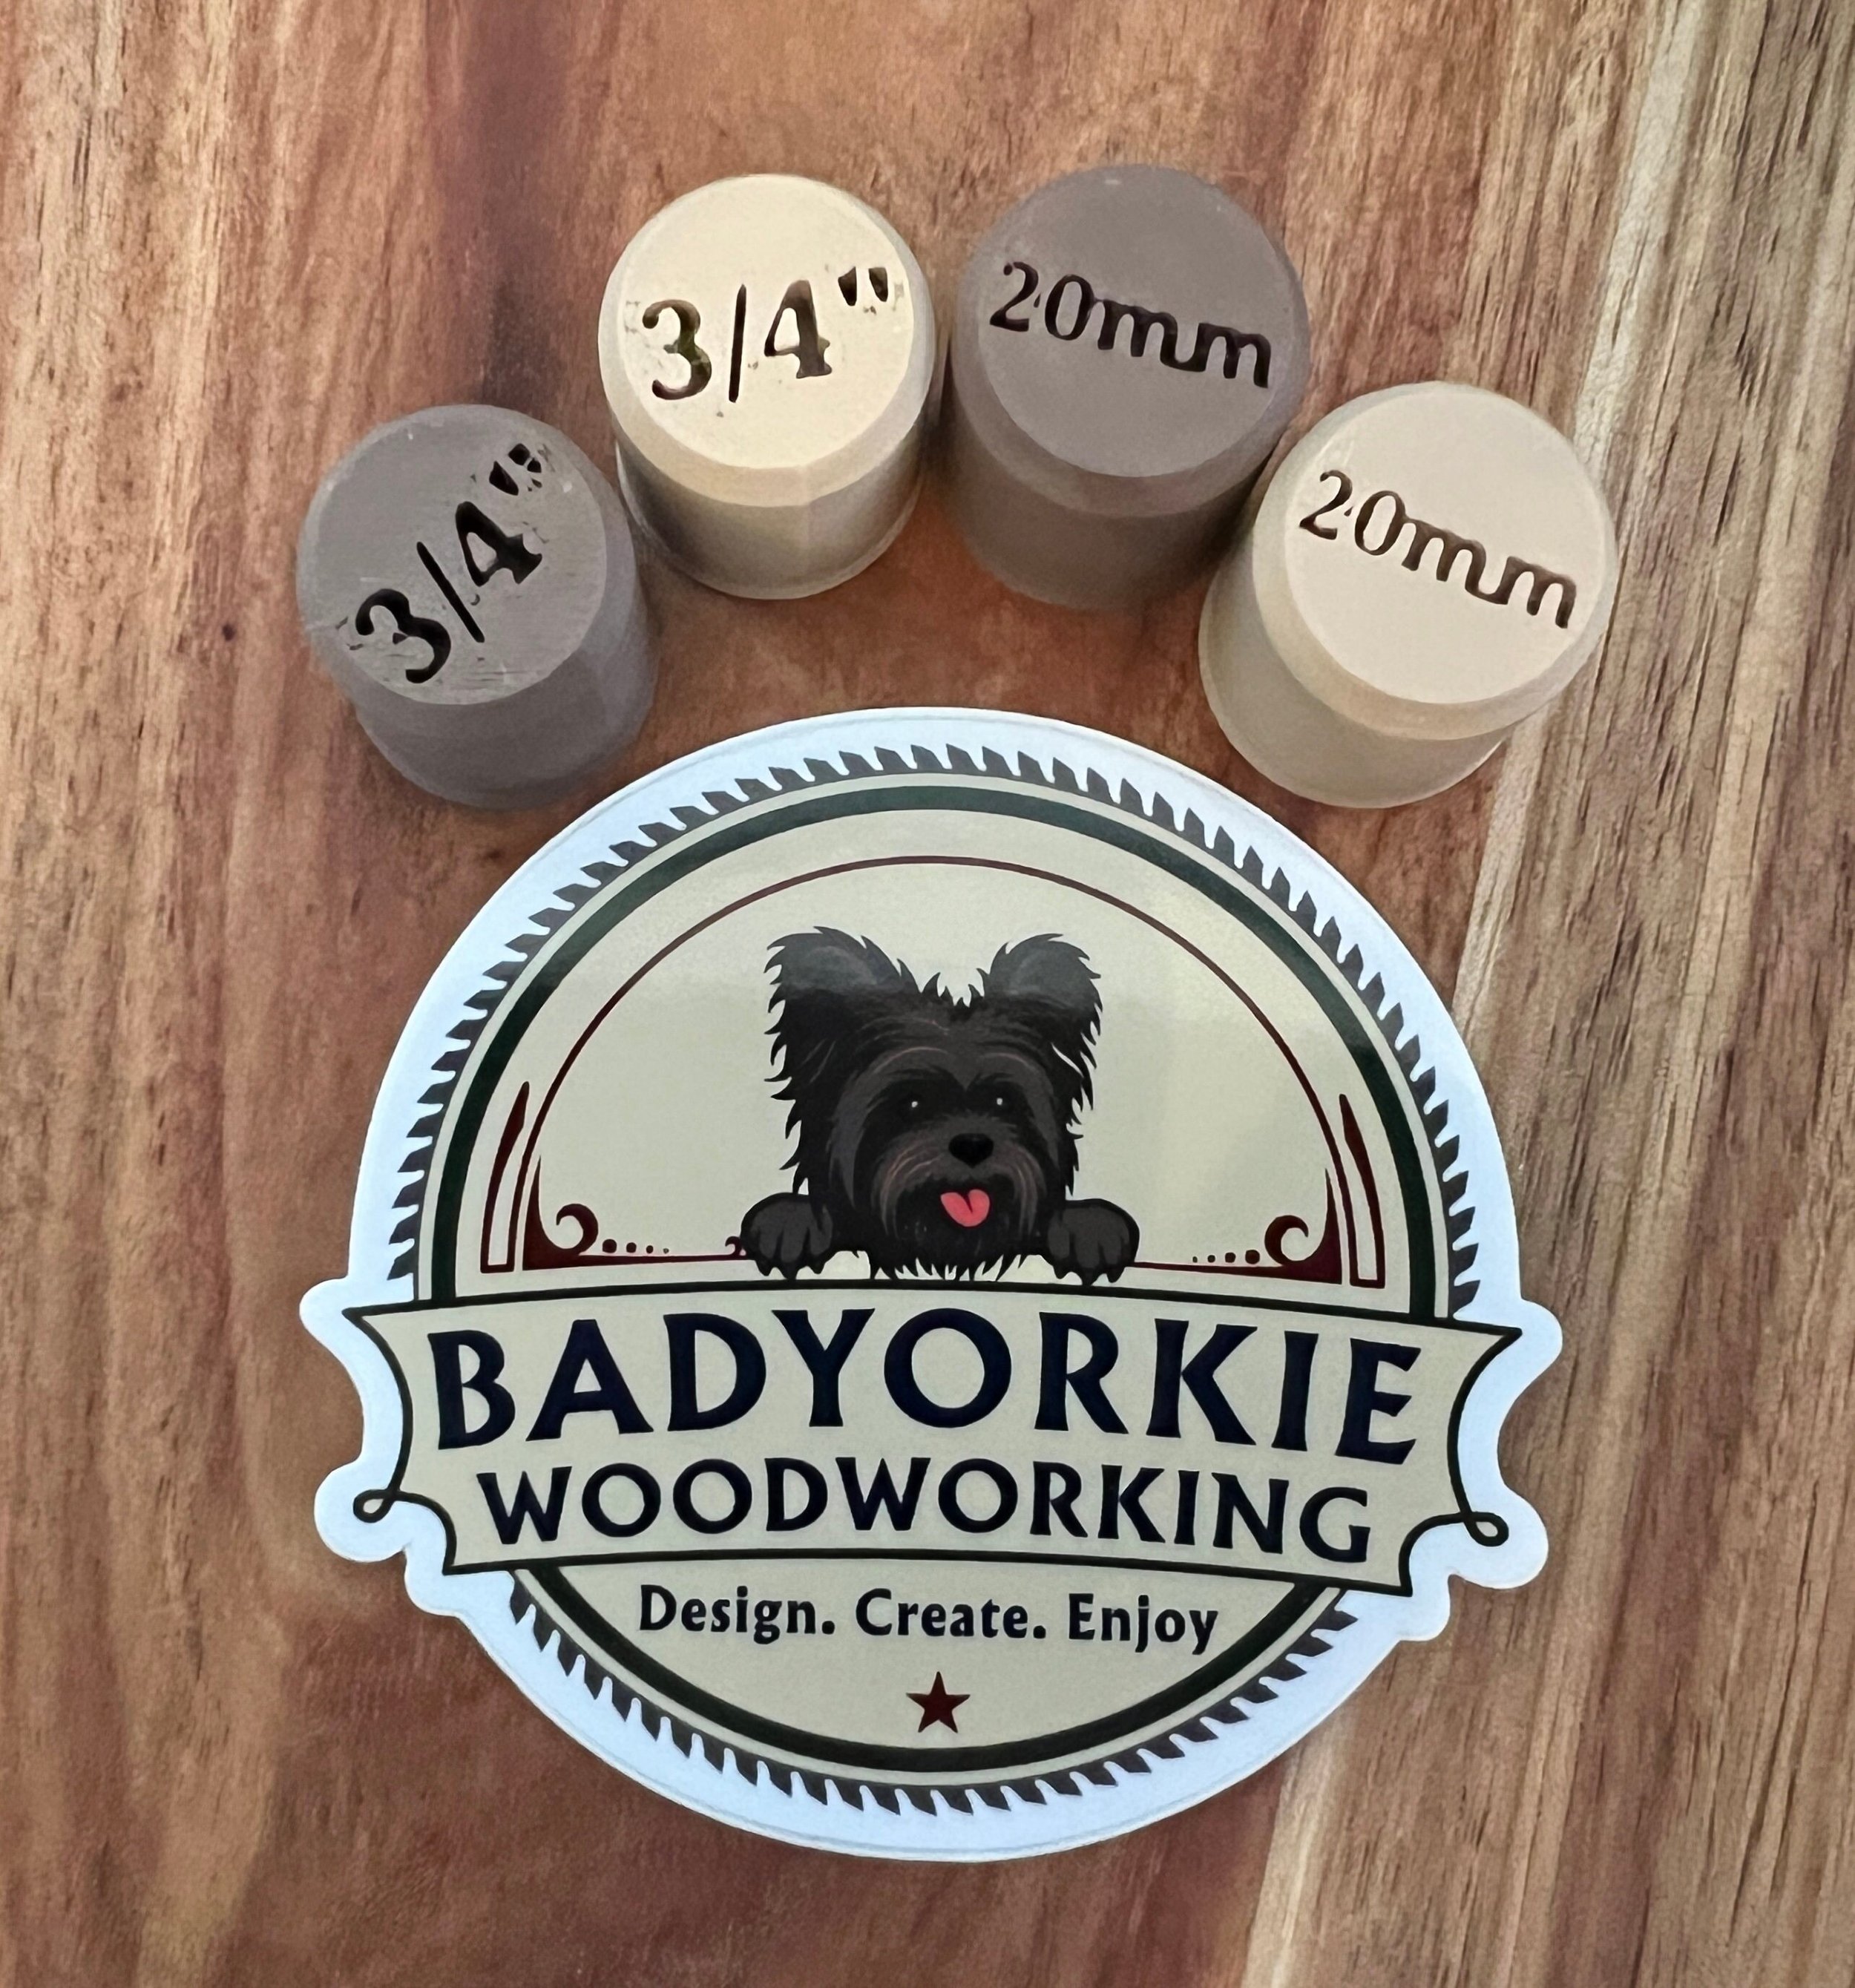 3/4"
3/4"
20mm
20mm
BADYORKIE
WOODWORKING
Design. Create. Enjoy